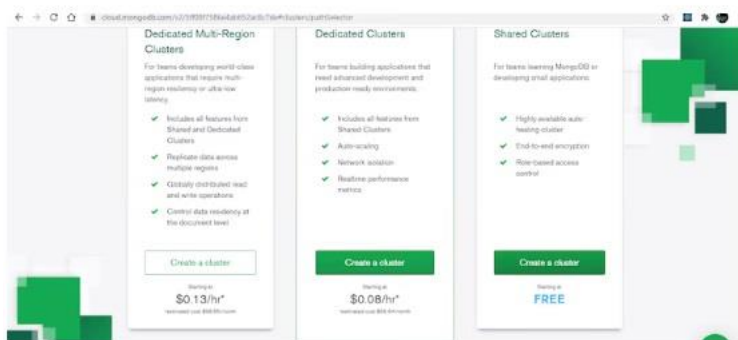 Dedicated Multi-Region
Clusters
For teams developing world-class
applications that require multi-
region resiliency or ultra-low
latency.
Includes all features from
Shared and Dedicated
Clusters
Replicate data across
multiple regions
Globally distributed read
and write operations
Control data residency at
the document level
Create a cluster
Starting at
$0.13/hr*
Dedicated Clusters
For teams building applications that
need advanced development and
production-ready environments.
Includes all features from
Shared Clusters
Auto-scaling
Network isolation
Realtime performance
metrics
Create a cluster
Starting at
$0.08/hr*
Shared Clusters
For teams learning MongoDB or
developing small applications.
Highly available auto-
healing cluster
End-to-end encryption
Role-based access
control
Create a cluster
Starting at
FREE